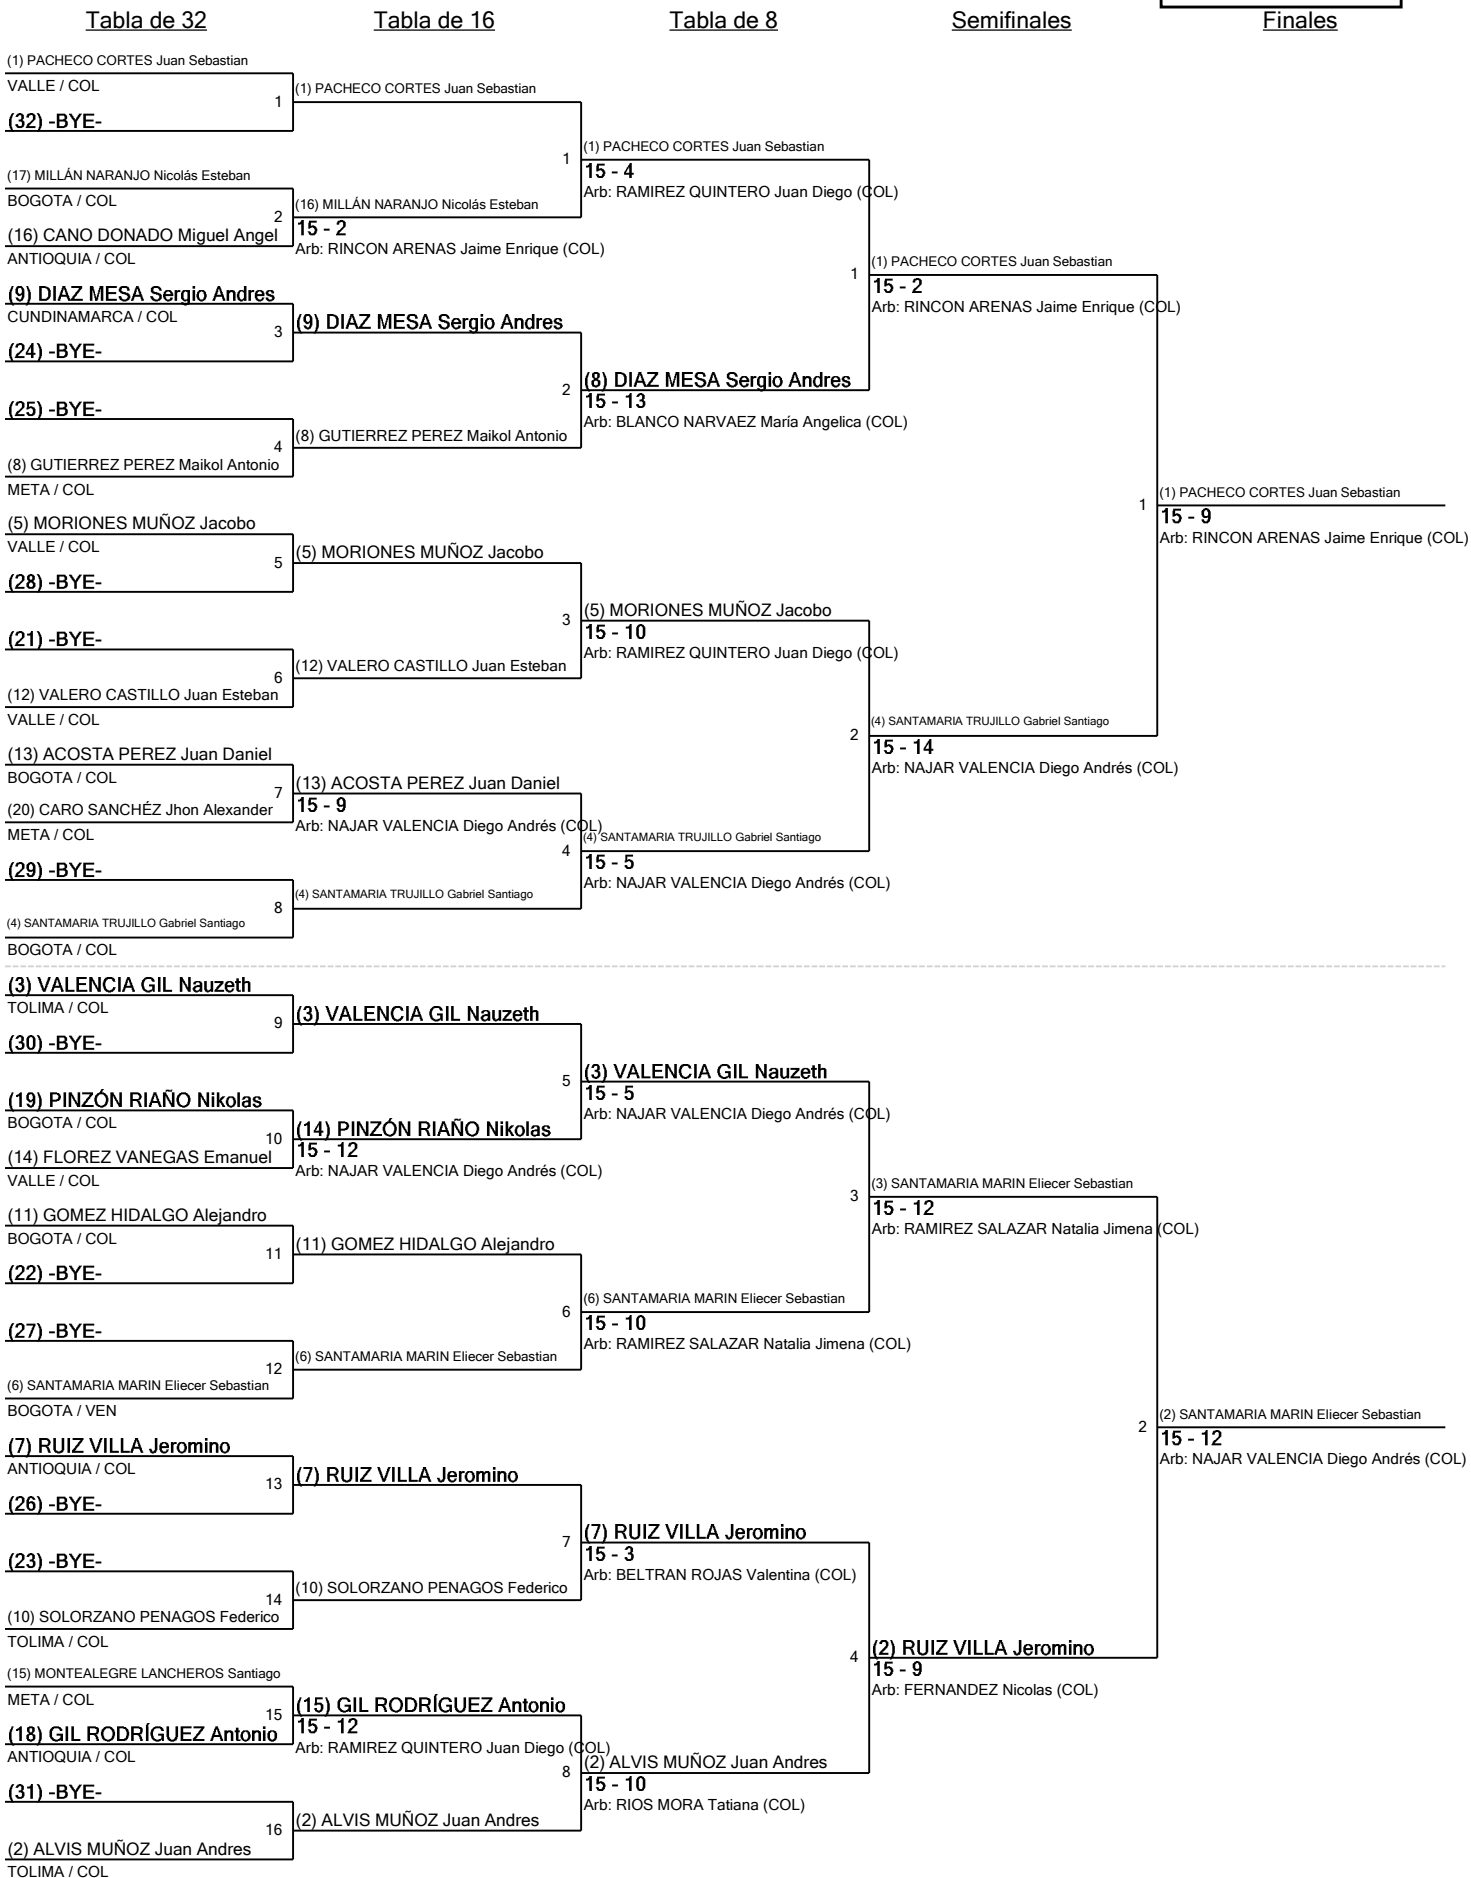 Tabla de 32
Tabla de 16
Tabla de 8
Semifinales
Finales
(1) PACHECO CORTES Juan Sebastian
VALLE / COL
1
(32) -BYE-
(17) MILLÁN NARANJO Nicolás Esteban
BOGOTA / COL
2
(16) CANO DONADO Miguel Angel
ANTIOQUIA / COL
(9) DIAZ MESA Sergio Andres
CUNDINAMARCA / COL
3
(24) -BYE-
(25) -BYE-
4
(8) GUTIERREZ PEREZ Maikol Antonio
META / COL
(5) MORIONES MUÑOZ Jacobo
VALLE / COL
5
(28) -BYE-
(21) -BYE-
6
(12) VALERO CASTILLO Juan Esteban
VALLE / COL
(13) ACOSTA PEREZ Juan Daniel
BOGOTA / COL
7
(20) CARO SANCHÉZ Jhon Alexander
META / COL
(29) -BYE-
8
(4) SANTAMARIA TRUJILLO Gabriel Santiago
BOGOTA / COL
(3) VALENCIA GIL Nauzeth
TOLIMA / COL
9
(30) -BYE-
(19) PINZÓN RIAÑO Nikolas
BOGOTA / COL
10
(14) FLOREZ VANEGAS Emanuel
VALLE / COL
(11) GOMEZ HIDALGO Alejandro
BOGOTA / COL
11
(22) -BYE-
(27) -BYE-
12
(6) SANTAMARIA MARIN Eliecer Sebastian
BOGOTA / VEN
(7) RUIZ VILLA Jeromino
ANTIOQUIA / COL
13
(26) -BYE-
(23) -BYE-
14
(10) SOLORZANO PENAGOS Federico
TOLIMA / COL
(15) MONTEALEGRE LANCHEROS Santiago
META / COL
15
(18) GIL RODRÍGUEZ Antonio
ANTIOQUIA / COL
(31) -BYE-
16
(2) ALVIS MUÑOZ Juan Andres
TOLIMA / COL
(1) PACHECO CORTES Juan Sebastian
1
(16) MILLÁN NARANJO Nicolás Esteban
15 - 2
Arb: RINCON ARENAS Jaime Enrique (COL)
(9) DIAZ MESA Sergio Andres
2
(8) GUTIERREZ PEREZ Maikol Antonio
(5) MORIONES MUÑOZ Jacobo
3
(12) VALERO CASTILLO Juan Esteban
(13) ACOSTA PEREZ Juan Daniel
15 - 9
Arb: NAJAR VALENCIA Diego Andrés (COL)
4
(4) SANTAMARIA TRUJILLO Gabriel Santiago
(3) VALENCIA GIL Nauzeth
5
(14) PINZÓN RIAÑO Nikolas
15 - 12
Arb: NAJAR VALENCIA Diego Andrés (COL)
(11) GOMEZ HIDALGO Alejandro
6
(6) SANTAMARIA MARIN Eliecer Sebastian
(7) RUIZ VILLA Jeromino
7
(10) SOLORZANO PENAGOS Federico
(15) GIL RODRÍGUEZ Antonio
15 - 12
Arb: RAMIREZ QUINTERO Juan Diego (COL)
8
(2) ALVIS MUÑOZ Juan Andres
(1) PACHECO CORTES Juan Sebastian
15 - 4
Arb: RAMIREZ QUINTERO Juan Diego (COL)
1
(8) DIAZ MESA Sergio Andres
15 - 13
Arb: BLANCO NARVAEZ María Angelica (COL)
(5) MORIONES MUÑOZ Jacobo
15 - 10
Arb: RAMIREZ QUINTERO Juan Diego (COL)
2
(4) SANTAMARIA TRUJILLO Gabriel Santiago
15 - 5
Arb: NAJAR VALENCIA Diego Andrés (COL)
(3) VALENCIA GIL Nauzeth
15 - 5
Arb: NAJAR VALENCIA Diego Andrés (COL)
3
(6) SANTAMARIA MARIN Eliecer Sebastian
15 - 10
Arb: RAMIREZ SALAZAR Natalia Jimena (COL)
(7) RUIZ VILLA Jeromino
15 - 3
Arb: BELTRAN ROJAS Valentina (COL)
4
(2) ALVIS MUÑOZ Juan Andres
15 - 10
Arb: RIOS MORA Tatiana (COL)
(1) PACHECO CORTES Juan Sebastian
15 - 2
Arb: RINCON ARENAS Jaime Enrique (COL)
1
(4) SANTAMARIA TRUJILLO Gabriel Santiago
15 - 14
Arb: NAJAR VALENCIA Diego Andrés (COL)
(3) SANTAMARIA MARIN Eliecer Sebastian
15 - 12
Arb: RAMIREZ SALAZAR Natalia Jimena (COL)
2
(2) RUIZ VILLA Jeromino
15 - 9
Arb: FERNANDEZ Nicolas (COL)
(1) PACHECO CORTES Juan Sebastian
15 - 9
Arb: RINCON ARENAS Jaime Enrique (COL)
(2) SANTAMARIA MARIN Eliecer Sebastian
15 - 12
Arb: NAJAR VALENCIA Diego Andrés (COL)